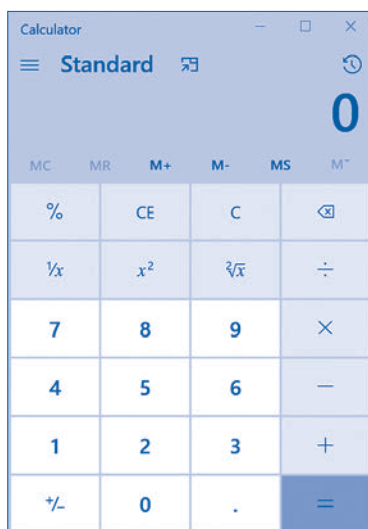 Calculator
Standard
0
MC MR M+ M- MS M˅
% CE C
¹/x x² ²√x ÷
7 8 9 ×
4 5 6 −
1 2 3 +
+/− 0 . =